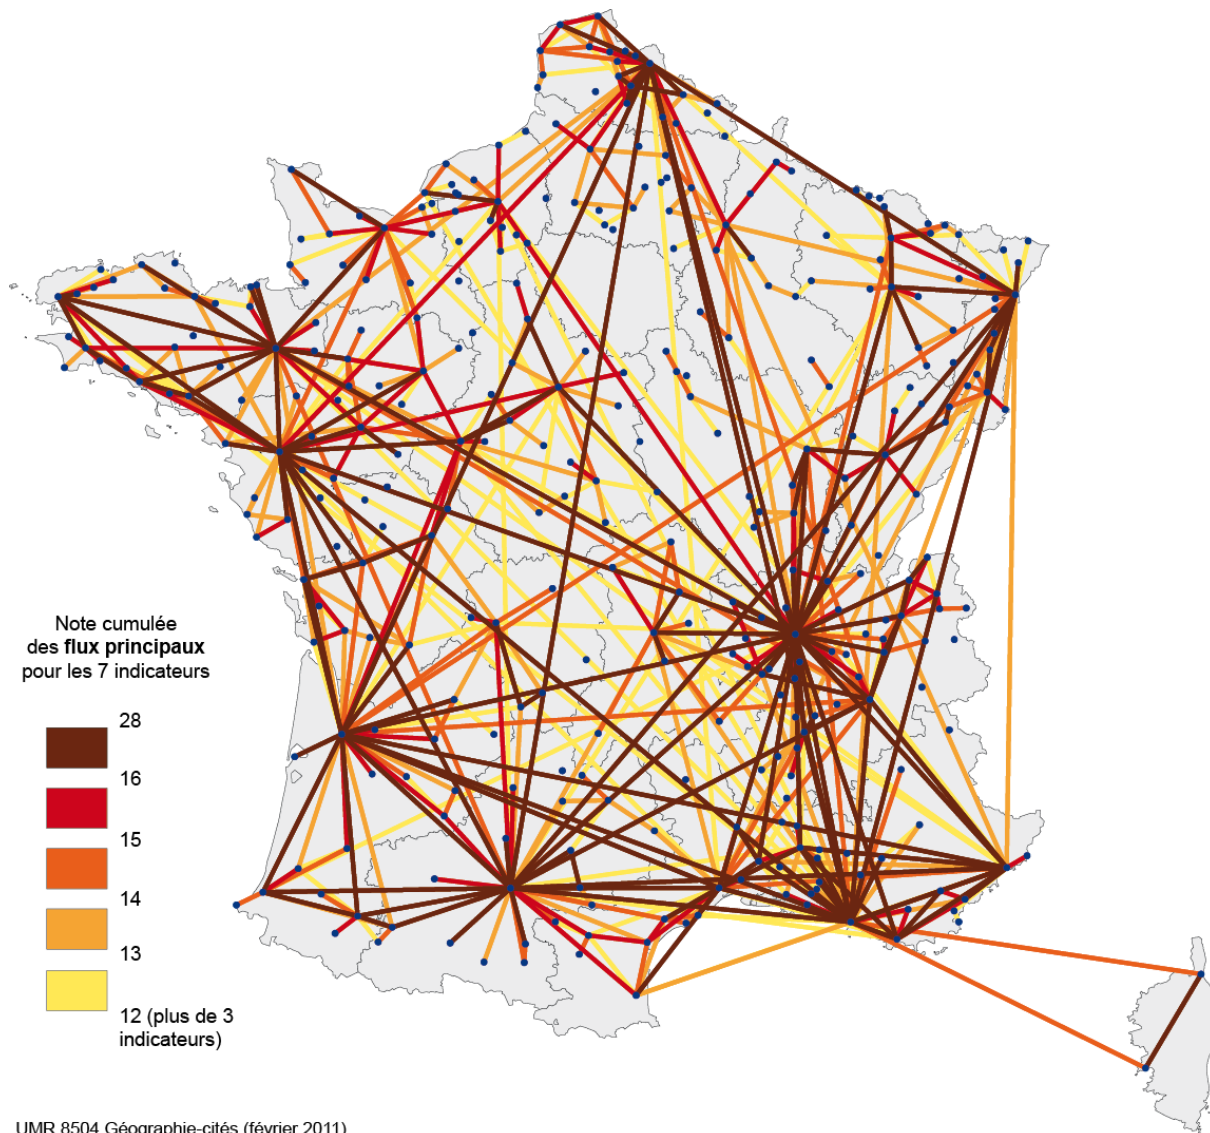 Note cumulée
des flux principaux
pour les 7 indicateurs
28
16
15
14
13
12 (plus de 3
indicateurs)
UMR 8504 Géographie-cités (février 2011)